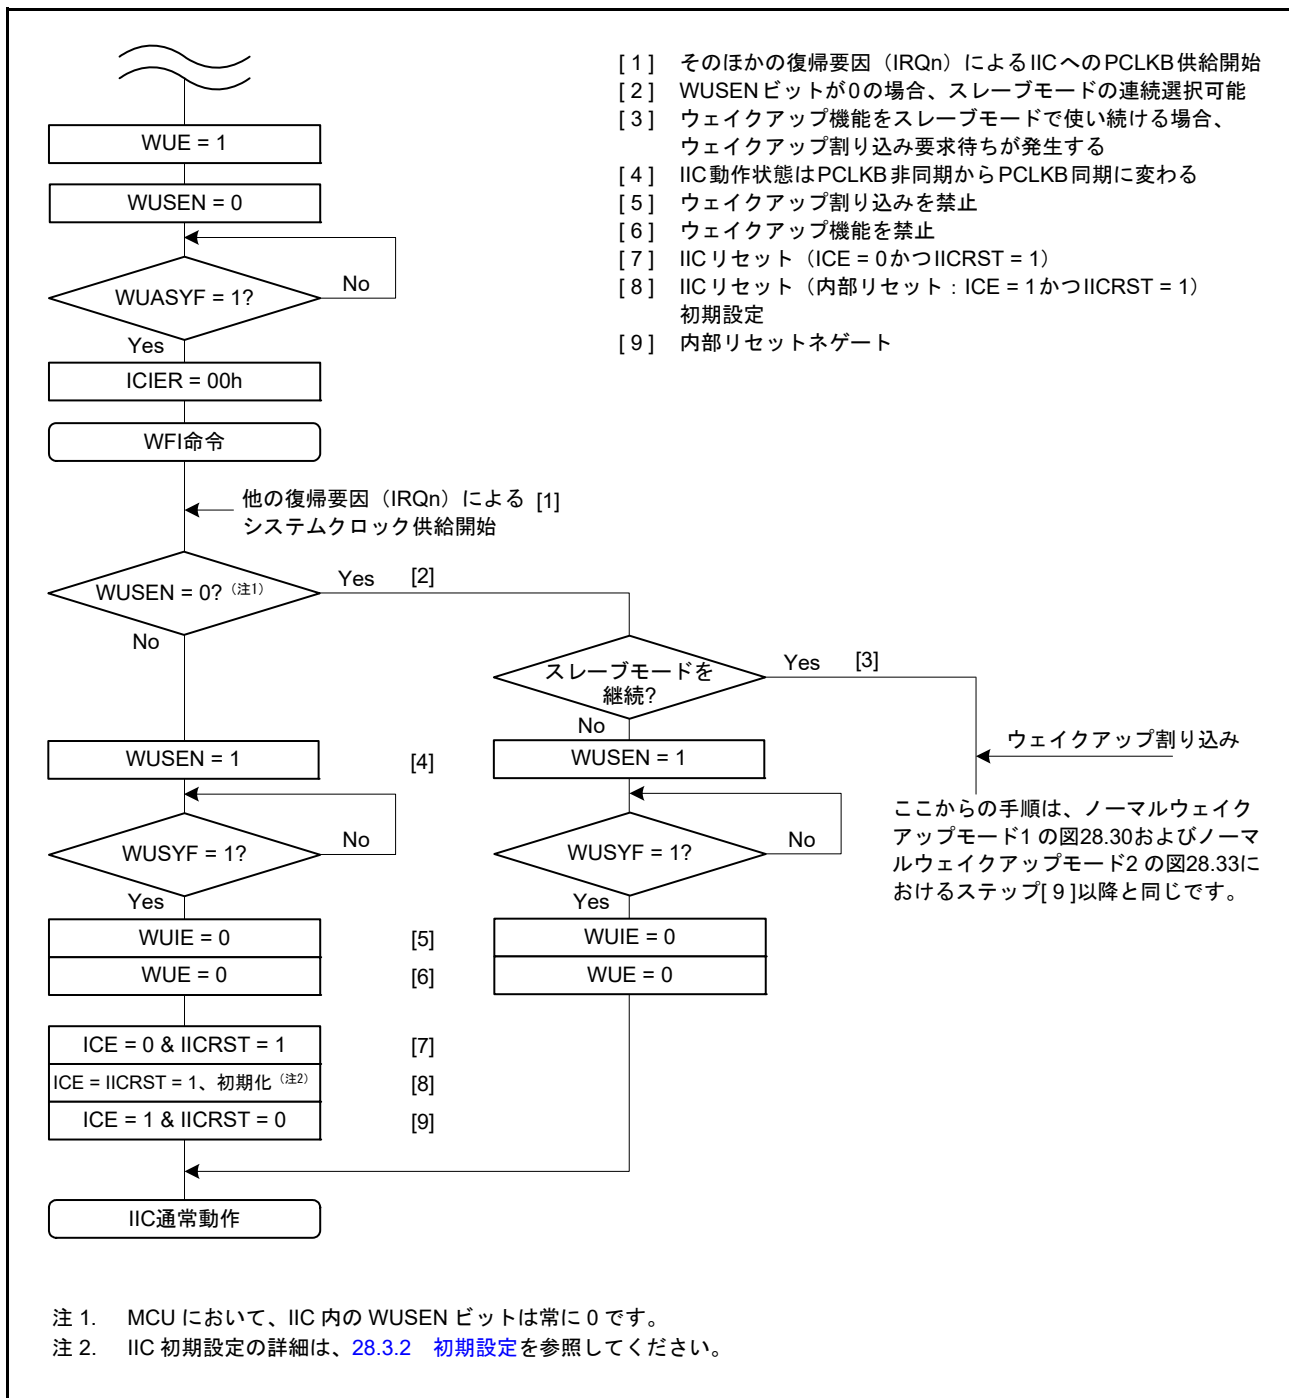 [ 1 ] そのほかの復帰要因（IRQn）によるIICへのPCLKB供給開始
[ 2 ] WUSENビットが0の場合、スレーブモードの連続選択可能
[ 3 ] ウェイクアップ機能をスレーブモードで使い続ける場合、
ウェイクアップ割り込み要求待ちが発生する
[ 4 ] IIC動作状態はPCLKB非同期からPCLKB同期に変わる
[ 5 ] ウェイクアップ割り込みを禁止
[ 6 ] ウェイクアップ機能を禁止
[ 7 ] IICリセット（ICE = 0かつIICRST = 1）
[ 8 ] IICリセット（内部リセット：ICE = 1かつIICRST = 1）
初期設定
[ 9 ] 内部リセットネゲート
WUE = 1
WUSEN = 0
WUASYF = 1?
No
Yes
ICIER = 00h
WFI命令
他の復帰要因（IRQn）による [1]
システムクロック供給開始
WUSEN = 0?（注1）
Yes [2]
No
スレーブモードを
継続?
Yes [3]
No
ウェイクアップ割り込み
WUSEN = 1
[4]
WUSEN = 1
ここからの手順は、ノーマルウェイク
アップモード1 の図28.30およびノーマ
ルウェイクアップモード2 の図28.33に
おけるステップ[ 9 ]以降と同じです。
WUSYF = 1?
No
WUSYF = 1?
No
Yes
Yes
WUIE = 0
[5]
WUIE = 0
WUE = 0
[6]
WUE = 0
ICE = 0 & IICRST = 1
[7]
ICE = IICRST = 1、初期化（注2）
[8]
ICE = 1 & IICRST = 0
[9]
IIC通常動作
注 1. MCU において、IIC 内の WUSEN ビットは常に 0 です。
注 2. IIC 初期設定の詳細は、28.3.2 初期設定を参照してください。